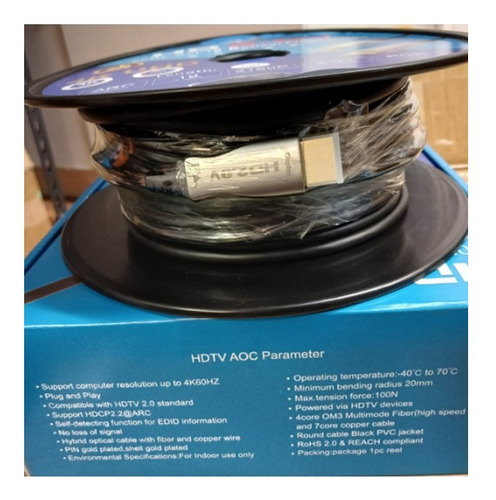 HD2.0V
HDTV AOC Parameter
• Support computer resolution up to 4K60HZ
• Plug and Play
• Compatible with HDTV 2.0 standard
• Support HDCP2.2@ARC
• Self-detecting function for EDID information
• No loss of signal
• Hybrid optical cable with fiber and copper wire
• PIN gold plated,shell gold plated
• Environmental Specifications:For Indoor use only
• Operating temperature:-40℃ to 70℃
• Minimum bending radius 20mm
• Max.tension force:100N
• Powered via HDTV devices
• 4core OM3 Multimode Fiber(high speed
and 7core copper cable
• Round cable Black PVC jacket
• RoHS 2.0 & REACH compliant
• Packing:package 1pc reel